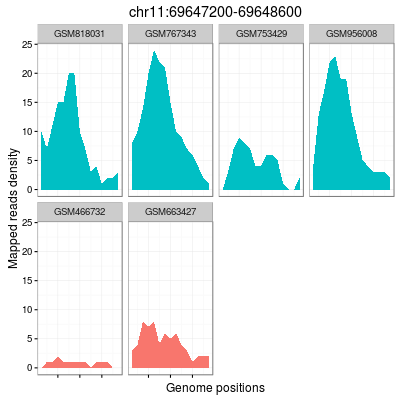 chr11:69647200-69648600
GSM818031 GSM767343 GSM753429 GSM956008
25
20
15
10
5
0
GSM466732 GSM663427
25
20
15
10
5
0
Mapped reads density
Genome positions